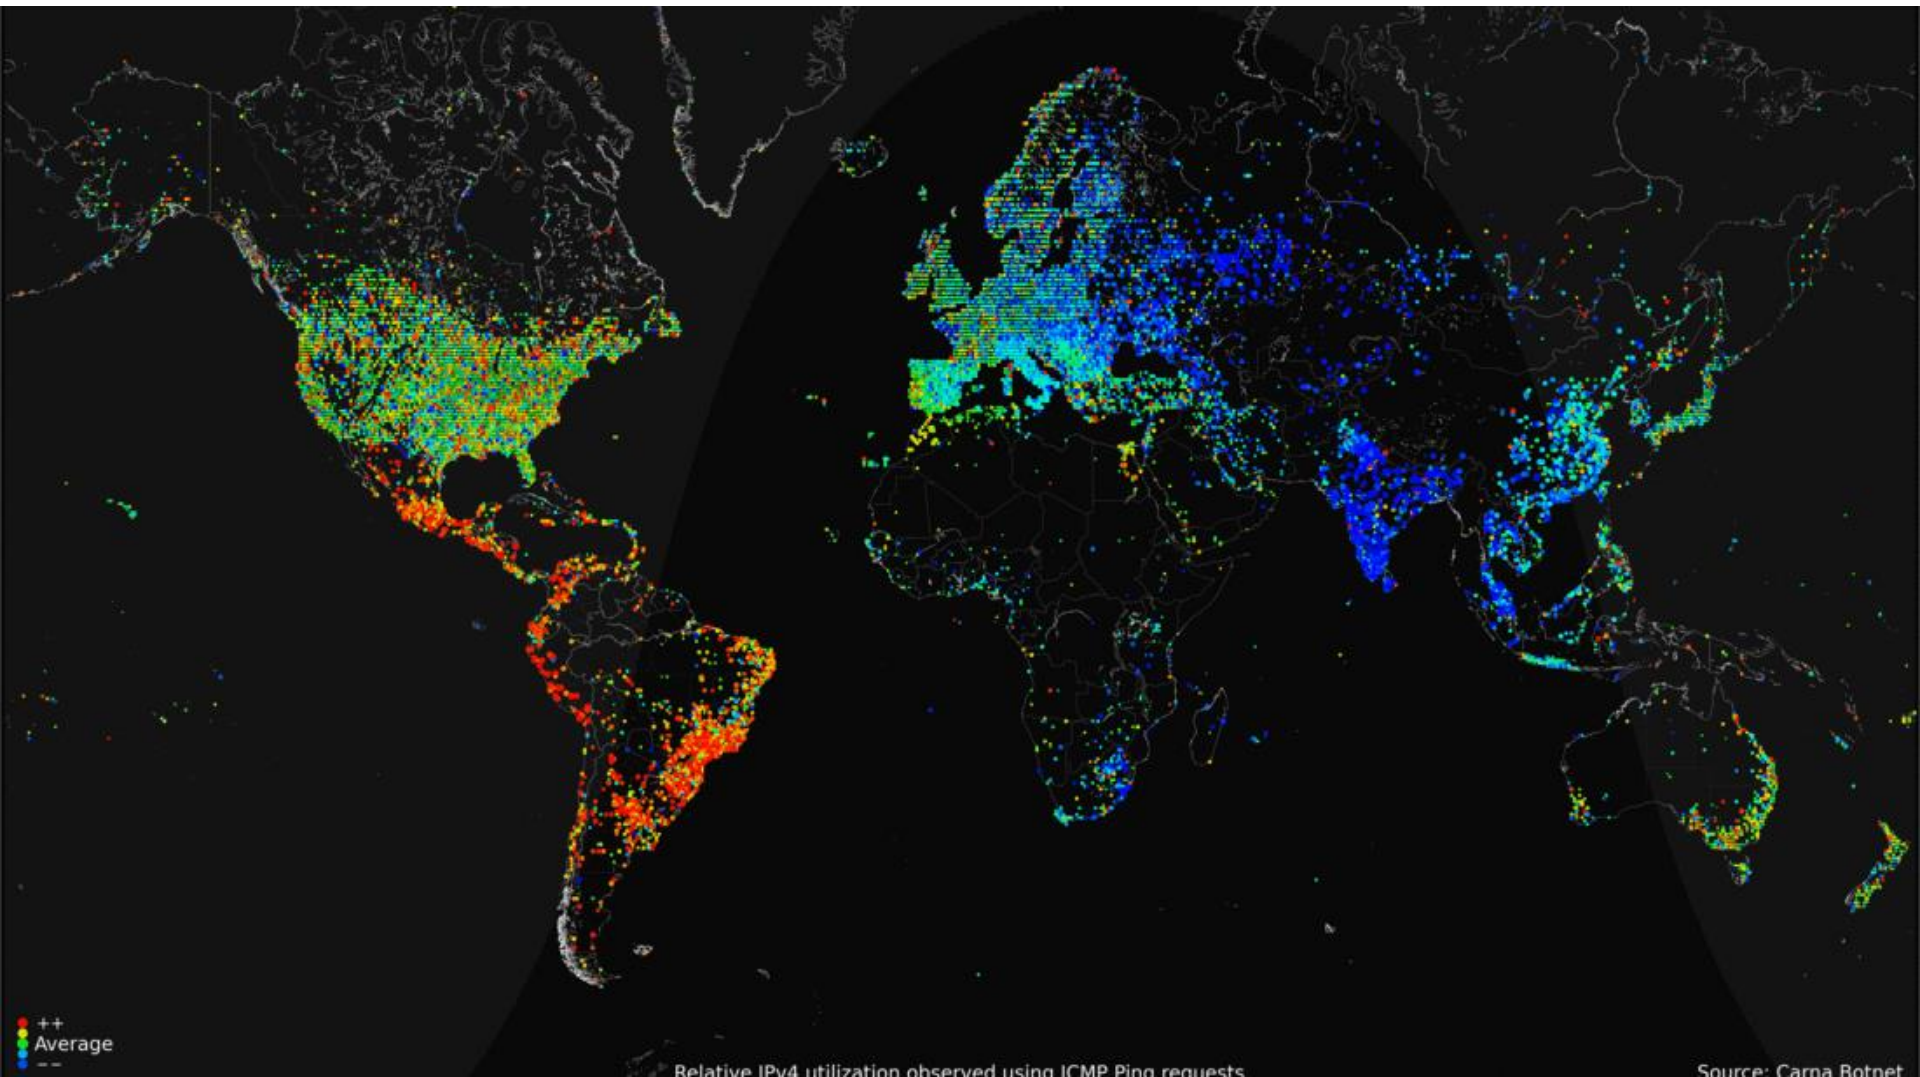 ++
Average
--
Relative IPv4 utilization observed using ICMP Ping requests
Source: Carna Botnet